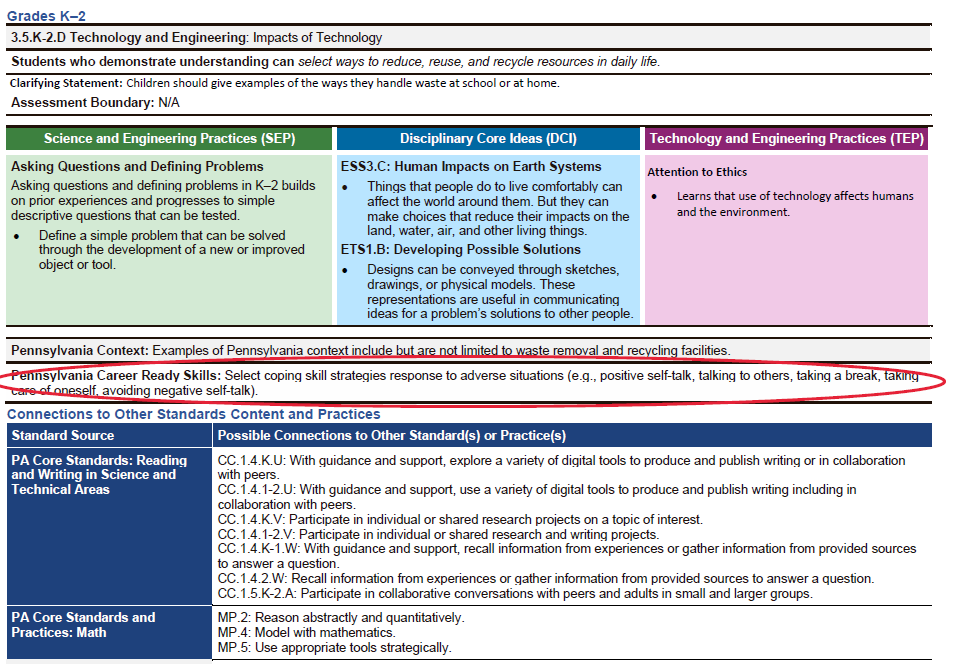 Grades K–2
3.5.K-2.D Technology and Engineering: Impacts of Technology
Students who demonstrate understanding can select ways to reduce, reuse, and recycle resources in daily life.
Clarifying Statement: Children should give examples of the ways they handle waste at school or at home.
Assessment Boundary: N/A
Science and Engineering Practices (SEP)
Asking Questions and Defining Problems
Asking questions and defining problems in K–2 builds
on prior experiences and progresses to simple
descriptive questions that can be tested.
• Define a simple problem that can be solved
through the development of a new or improved
object or tool.
Disciplinary Core Ideas (DCI)
ESS3.C: Human Impacts on Earth Systems
• Things that people do to live comfortably can
affect the world around them. But they can
make choices that reduce their impacts on the
land, water, air, and other living things.
ETS1.B: Developing Possible Solutions
• Designs can be conveyed through sketches,
drawings, or physical models. These
representations are useful in communicating
ideas for a problem’s solutions to other people.
Technology and Engineering Practices (TEP)
Attention to Ethics
• Learns that use of technology affects humans
and the environment.
Pennsylvania Context: Examples of Pennsylvania context include but are not limited to waste removal and recycling facilities.
Pennsylvania Career Ready Skills: Select coping skill strategies response to adverse situations (e.g., positive self-talk, talking to others, taking a break, taking
care of oneself, avoiding negative self-talk).
Connections to Other Standards Content and Practices
Standard Source
Possible Connections to Other Standard(s) or Practice(s)
PA Core Standards: Reading
and Writing in Science and
Technical Areas
CC.1.4.K.U: With guidance and support, explore a variety of digital tools to produce and publish writing or in collaboration
with peers.
CC.1.4.1-2.U: With guidance and support, use a variety of digital tools to produce and publish writing including in
collaboration with peers.
CC.1.4.K.V: Participate in individual or shared research projects on a topic of interest.
CC.1.4.1-2.V: Participate in individual or shared research and writing projects.
CC.1.4.K-1.W: With guidance and support, recall information from experiences or gather information from provided sources
to answer a question.
CC.1.4.2.W: Recall information from experiences or gather information from provided sources to answer a question.
CC.1.5.K-2.A: Participate in collaborative conversations with peers and adults in small and larger groups.
PA Core Standards and
Practices: Math
MP.2: Reason abstractly and quantitatively.
MP.4: Model with mathematics.
MP.5: Use appropriate tools strategically.